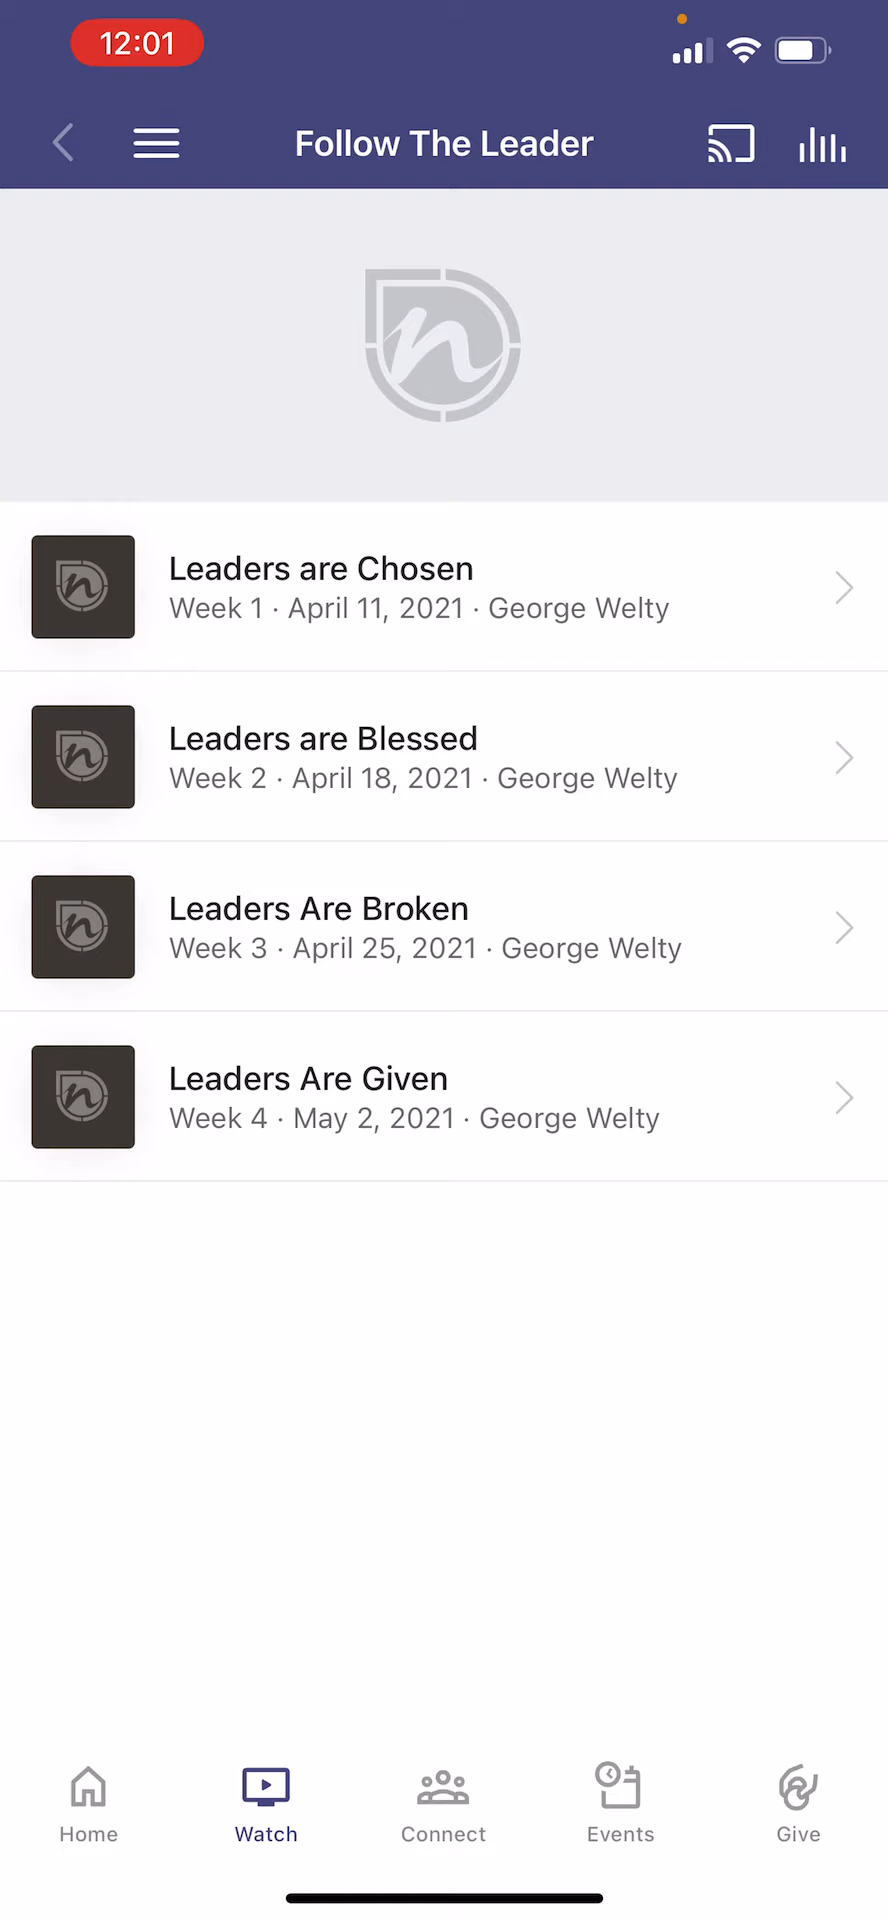 12:01
Follow The Leader
Leaders are Chosen
Week 1 · April 11, 2021 · George Welty
Leaders are Blessed
Week 2 · April 18, 2021 · George Welty
Leaders Are Broken
Week 3 · April 25, 2021 · George Welty
Leaders Are Given
Week 4 · May 2, 2021 · George Welty
Home
Watch
Connect
Events
Give